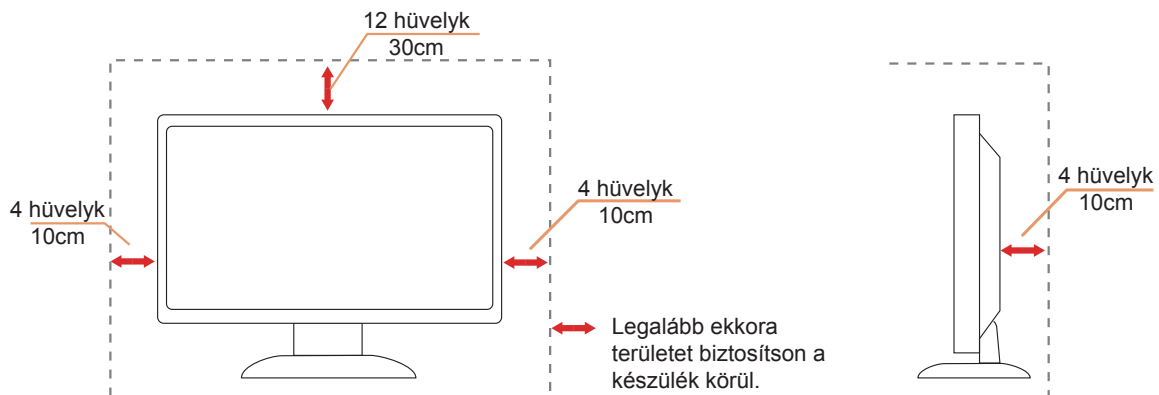 12 hüvelyk
30cm
4 hüvelyk
10cm
4 hüvelyk
10cm
4 hüvelyk
10cm
Legalább ekkora
területet biztosítson a
készülék körül.